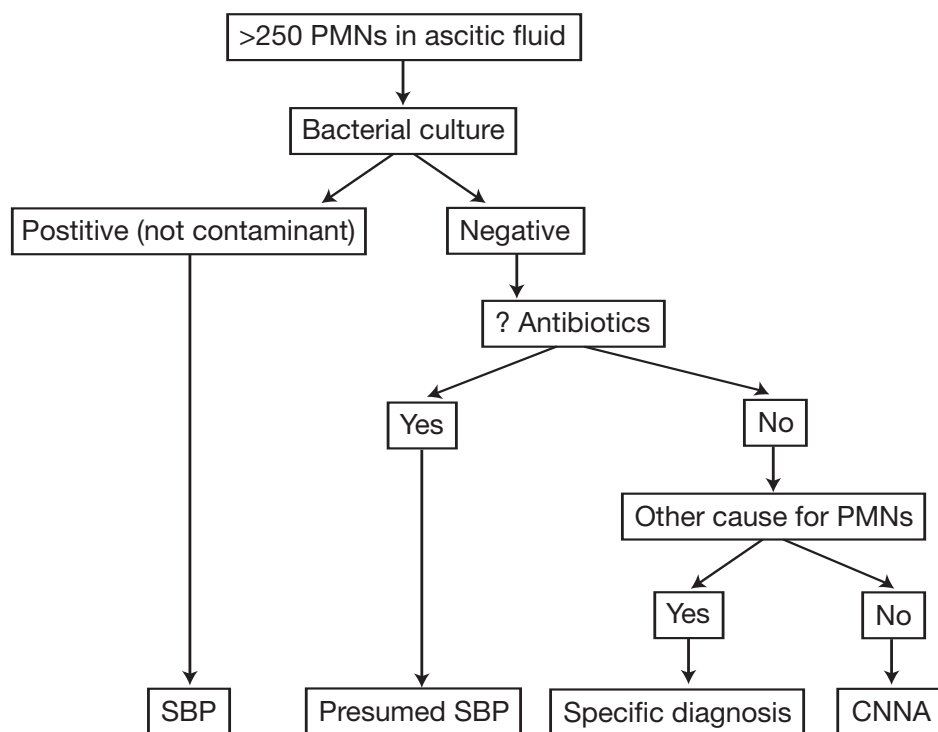 >250 PMNs in ascitic fluid
Bacterial culture
Postitive (not contaminant)
Negative
? Antibiotics
Yes
No
Other cause for PMNs
Yes
No
SBP
Presumed SBP
Specific diagnosis
CNNA